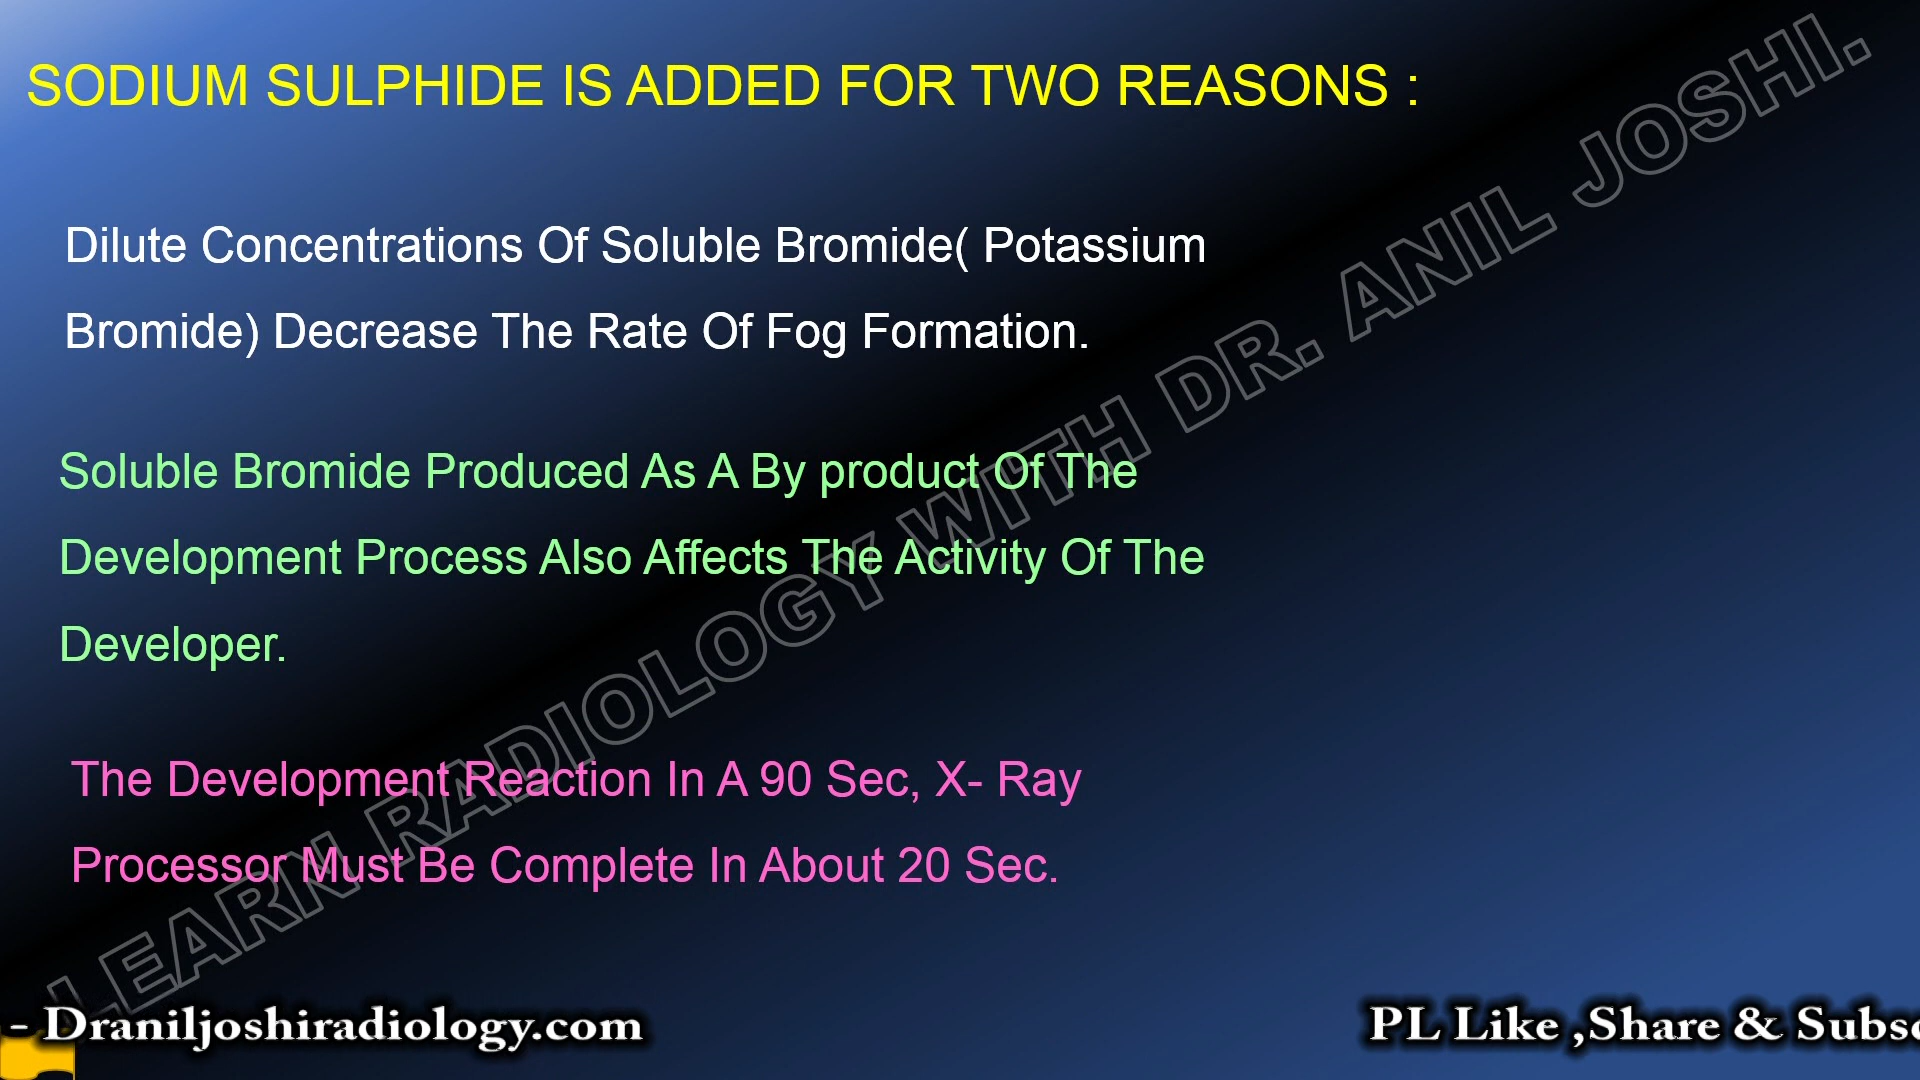 SODIUM SULPHIDE IS ADDED FOR TWO REASONS :
Dilute Concentrations Of Soluble Bromide( Potassium
Bromide) Decrease The Rate Of Fog Formation.
Soluble Bromide Produced As A By product Of The
Development Process Also Affects The Activity Of The
Developer.
The Development Reaction In A 90 Sec, X- Ray
Processor Must Be Complete In About 20 Sec.
LEARN RADIOLOGY WITH DR. ANIL JOSHI.
- Draniljoshiradiology.com
PL Like ,Share & Subsc